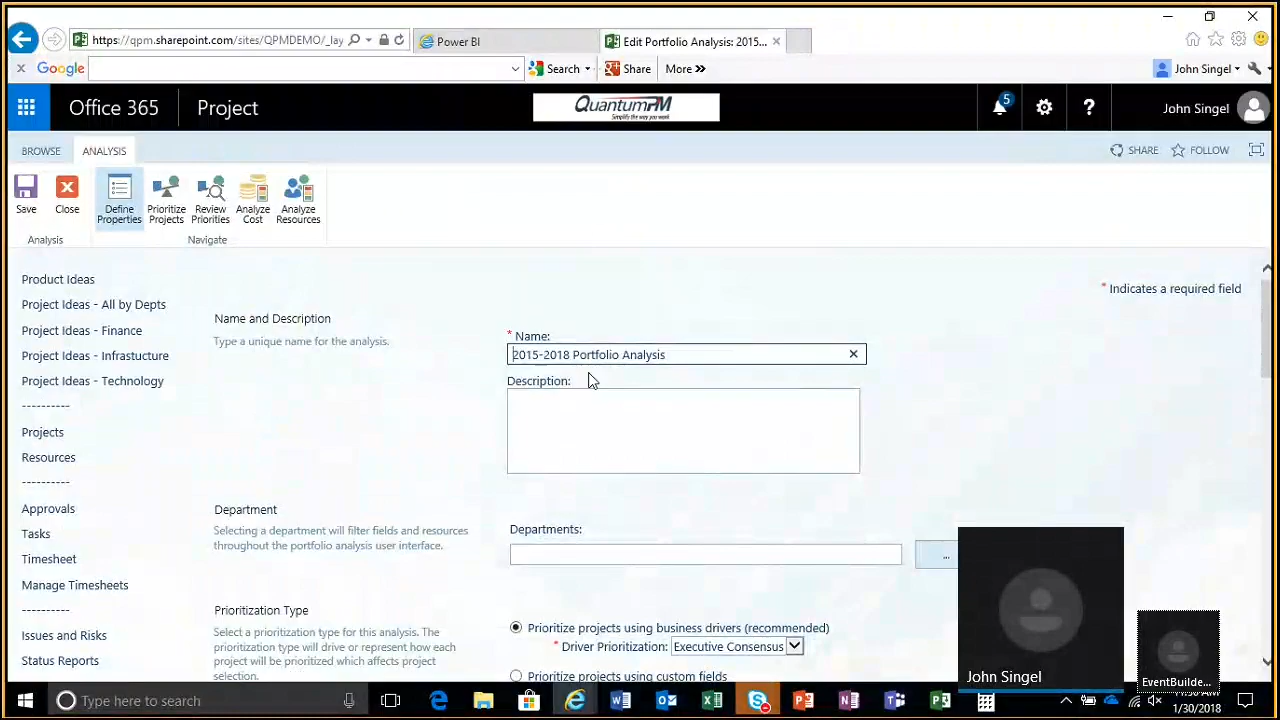 https://qpm.sharepoint.com/sites/QPMDEMO/_lay
Power BI
Edit Portfolio Analysis: 2015...
Google
Search
Share
More »
John Singel
Office 365
Project
QuantumPM
Simplify the way you work
5
?
John Singel
BROWSE
ANALYSIS
SHARE
FOLLOW
Save
Close
Define Properties
Prioritize Projects
Review Priorities
Analyze Cost
Analyze Resources
Analysis
Navigate
Product Ideas
Project Ideas - All by Depts
Project Ideas - Finance
Project Ideas - Infrastucture
Project Ideas - Technology
----------
Projects
Resources
----------
Approvals
Tasks
Timesheet
Manage Timesheets
----------
Issues and Risks
Status Reports
* Indicates a required field
Name and Description
Type a unique name for the analysis.
* Name:
2015-2018 Portfolio Analysis
Description:
Department
Selecting a department will filter fields and resources
throughout the portfolio analysis user interface.
Departments:
...
Prioritization Type
Select a prioritization type for this analysis. The
prioritization type will drive or represent how each
project will be prioritized which affects project
selection.
Prioritize projects using business drivers (recommended)
* Driver Prioritization: Executive Consensus
Prioritize projects using custom fields
John Singel
EventBuilde...
Type here to search
1/30/2018